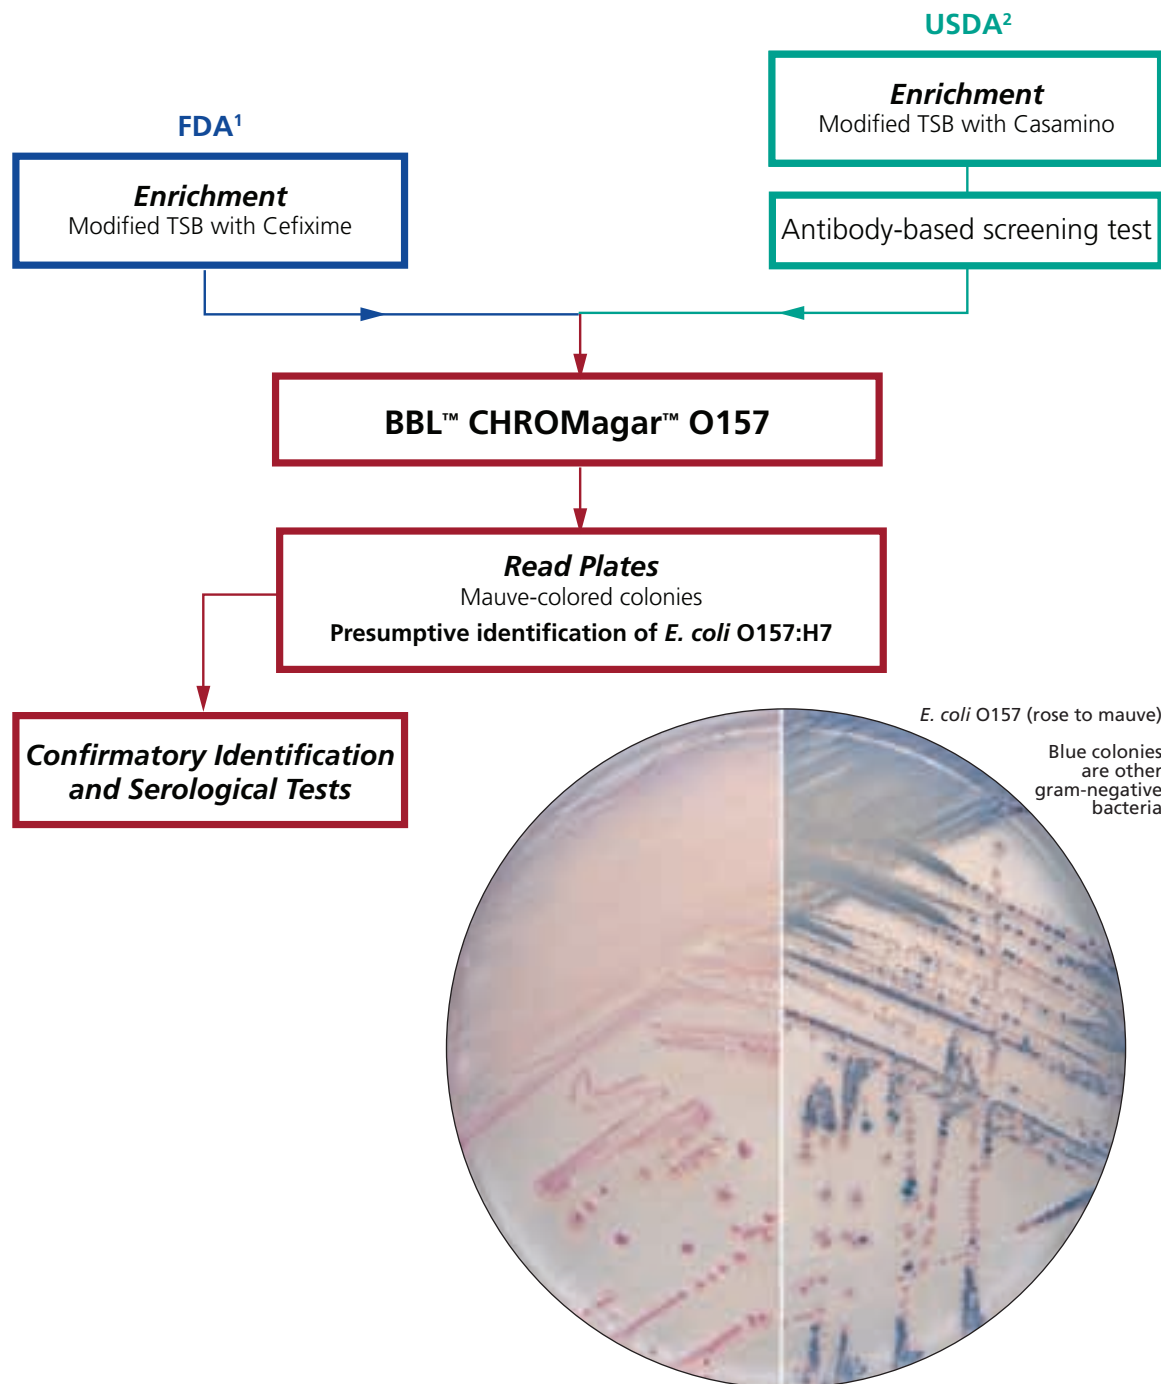 USDA²
Enrichment
Modified TSB with Casamino
FDA¹
Enrichment
Modified TSB with Cefixime
Antibody-based screening test
BBL™ CHROMagar™ O157
Read Plates
Mauve-colored colonies
Presumptive identification of E. coli O157:H7
Confirmatory Identification
and Serological Tests
E. coli O157 (rose to mauve)
Blue colonies
are other
gram-negative
bacteria